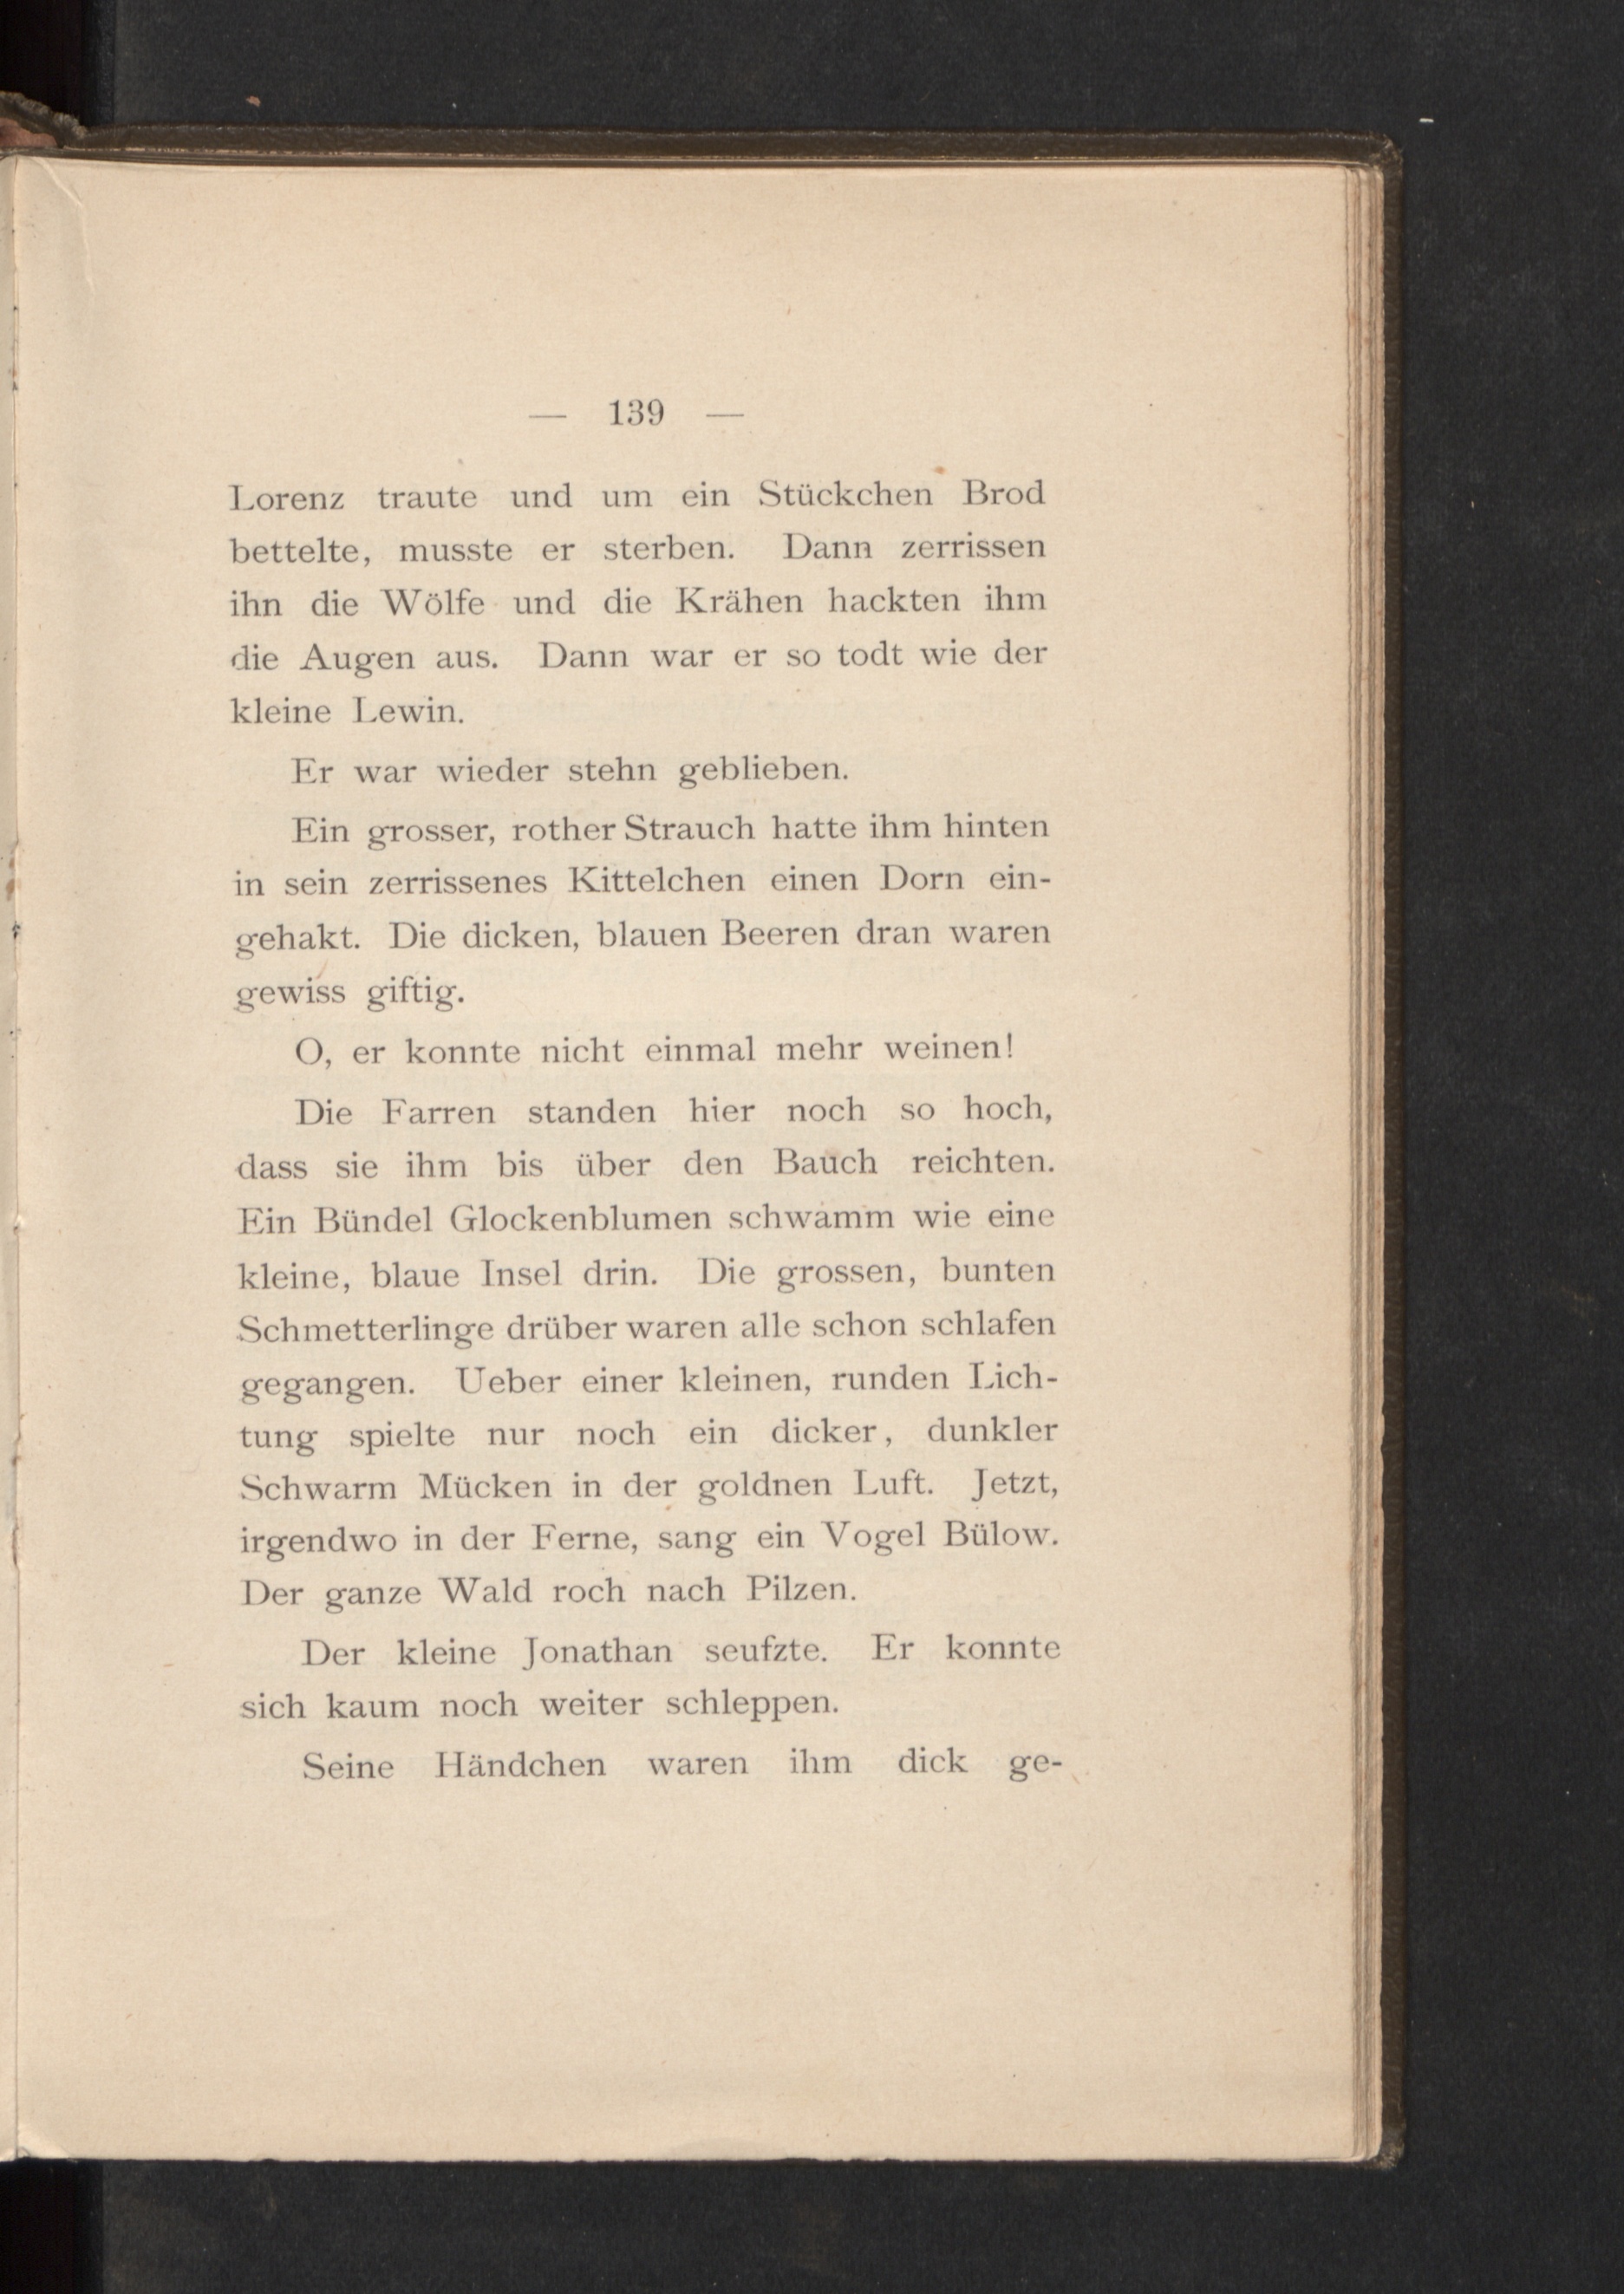 — 139 —
Lorenz traute und um ein Stückchen Brod
bettelte, musste er sterben. Dann zerrissen
ihn die Wölfe und die Krähen hackten ihm
die Augen aus. Dann war er so todt wie der
kleine Lewin.
Er war wieder stehn geblieben.
Ein grosser, rother Strauch hatte ihm hinten
in sein zerrissenes Kittelchen einen Dorn ein-
gehakt. Die dicken, blauen Beeren dran waren
gewiss giftig.
O, er konnte nicht einmal mehr weinen!
Die Farren standen hier noch so hoch,
dass sie ihm bis über den Bauch reichten.
Ein Bündel Glockenblumen schwamm wie eine
kleine, blaue Insel drin. Die grossen, bunten
Schmetterlinge drüber waren alle schon schlafen
gegangen. Ueber einer kleinen, runden Lich-
tung spielte nur noch ein dicker, dunkler
Schwarm Mücken in der goldnen Luft. Jetzt,
irgendwo in der Ferne, sang ein Vogel Bülow.
Der ganze Wald roch nach Pilzen.
Der kleine Jonathan seufzte. Er konnte
sich kaum noch weiter schleppen.
Seine Händchen waren ihm dick ge-